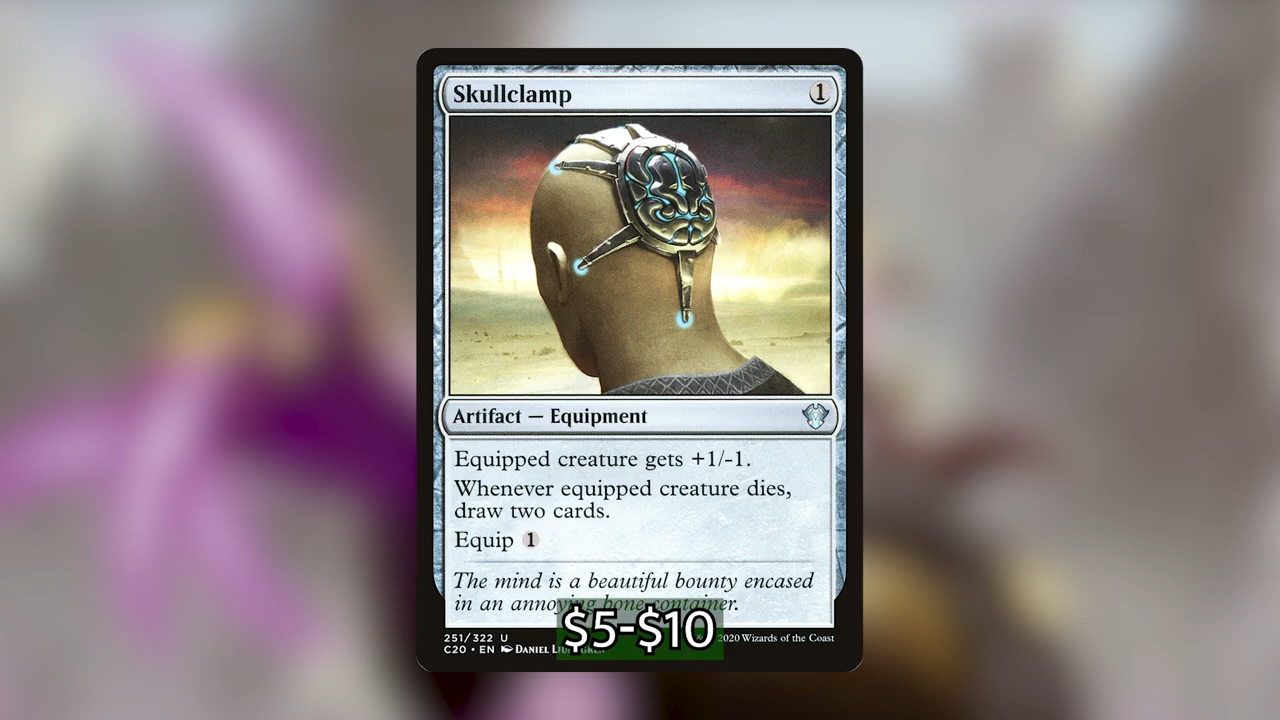 Skullclamp 1
Artifact — Equipment
Equipped creature gets +1/-1.
Whenever equipped creature dies,
draw two cards.
Equip 1
The mind is a beautiful bounty encased
in an annoying bone container.
$5-$10
251/322 U
2020 Wizards of the Coast
C20 • EN DANIEL